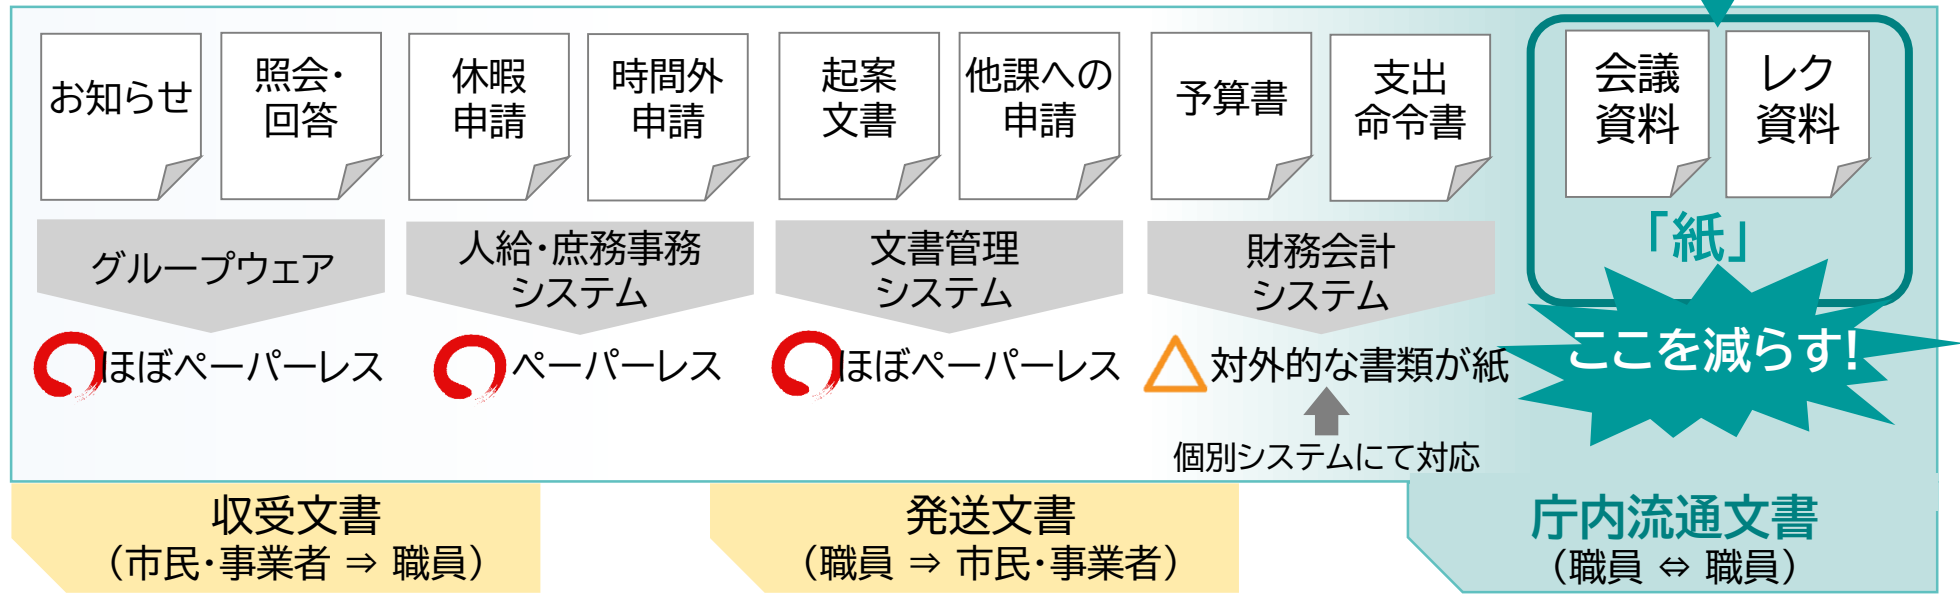 お知らせ
照会・
回答
休暇
申請
時間外
申請
起案
文書
他課への
申請
予算書
支出
命令書
会議
資料
レク
資料
「紙」
グループウェア
人給・庶務事務
システム
文書管理
システム
財務会計
システム
ほぼペーパーレス
ペーパーレス
ほぼペーパーレス
対外的な書類が紙
ここを減らす!
個別システムにて対応
収受文書
（市民・事業者 ⇒ 職員）
発送文書
（職員 ⇒ 市民・事業者）
庁内流通文書
（職員 ⇔ 職員）